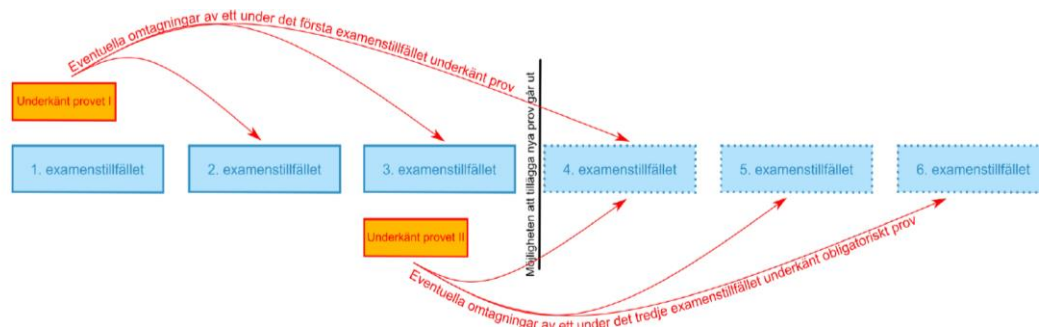 Eventuella omtagningar av ett under det första examenstillfället underkänt prov
Underkänt provet I
Möjligheten att tillägga nya prov går ut
1. examenstillfället
2. examenstillfället
3. examenstillfället
4. examenstillfället
5. examenstillfället
6. examenstillfället
Underkänt provet II
Eventuella omtagningar av ett under det tredje examenstillfället underkänt obligatoriskt prov